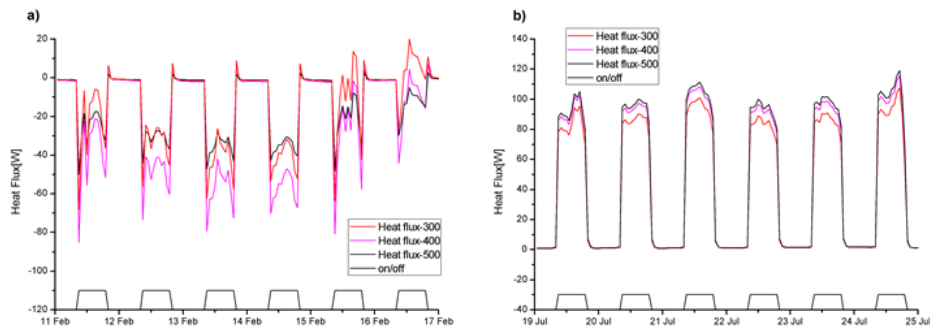 a)
20
0
-20
-40
-60
-80
-100
-120
Heat Flux[W]
Heat flux-300
Heat flux-400
Heat flux-500
on/off
11 Feb
12 Feb
13 Feb
14 Feb
15 Feb
16 Feb
17 Feb
b)
140
120
100
80
60
40
20
0
-20
-40
Heat Flux[W]
Heat flux-300
Heat flux-400
Heat flux-500
on/off
19 Jul
20 Jul
21 Jul
22 Jul
23 Jul
24 Jul
25 Jul